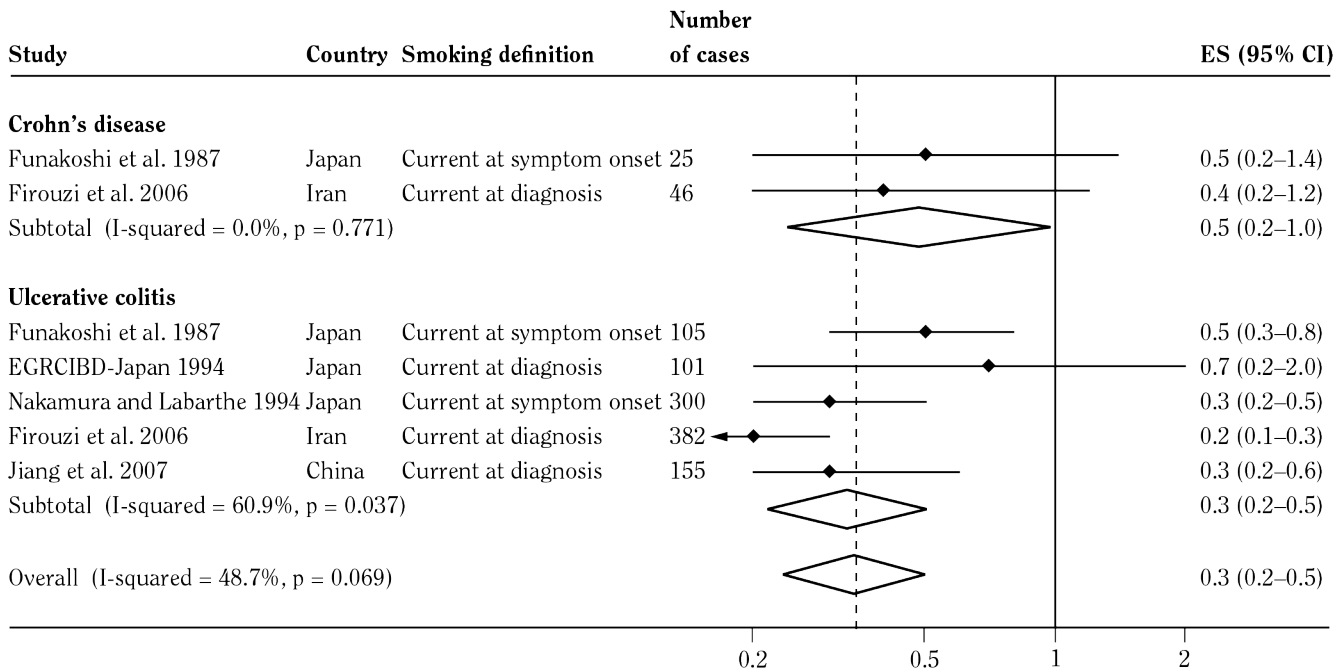 Number
Study Country Smoking definition of cases ES (95% CI)
Crohn's disease
Funakoshi et al. 1987 Japan Current at symptom onset 25 0.5 (0.2–1.4)
Firouzi et al. 2006 Iran Current at diagnosis 46 0.4 (0.2–1.2)
Subtotal (I-squared = 0.0%, p = 0.771) 0.5 (0.2–1.0)
Ulcerative colitis
Funakoshi et al. 1987 Japan Current at symptom onset 105 0.5 (0.3–0.8)
EGRCIBD-Japan 1994 Japan Current at diagnosis 101 0.7 (0.2–2.0)
Nakamura and Labarthe 1994 Japan Current at symptom onset 300 0.3 (0.2–0.5)
Firouzi et al. 2006 Iran Current at diagnosis 382 0.2 (0.1–0.3)
Jiang et al. 2007 China Current at diagnosis 155 0.3 (0.2–0.6)
Subtotal (I-squared = 60.9%, p = 0.037) 0.3 (0.2–0.5)
Overall (I-squared = 48.7%, p = 0.069) 0.3 (0.2–0.5)
0.2 0.5 1 2